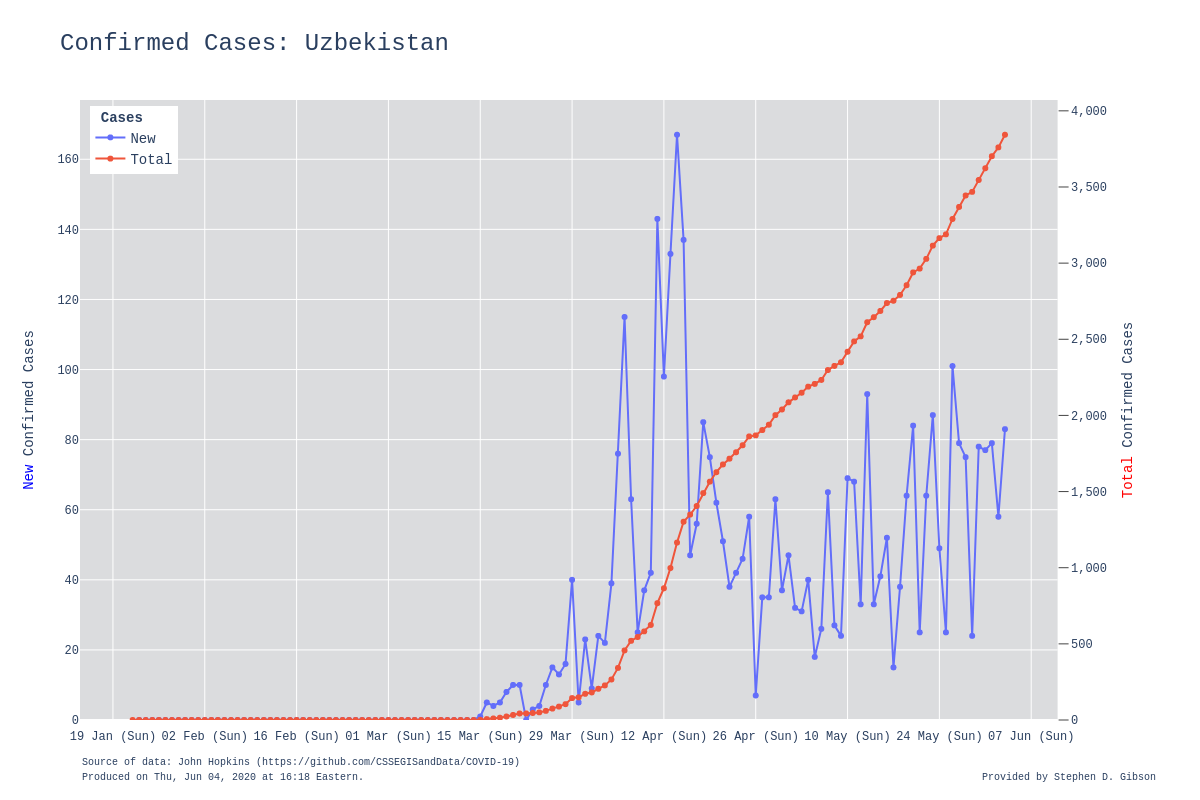 Confirmed Cases: Uzbekistan
Cases
New
Total
160
140
120
100
80
60
40
20
0
New Confirmed Cases
4,000
3,500
3,000
2,500
2,000
1,500
1,000
500
0
Total Confirmed Cases
19 Jan (Sun) 02 Feb (Sun) 16 Feb (Sun) 01 Mar (Sun) 15 Mar (Sun) 29 Mar (Sun) 12 Apr (Sun) 26 Apr (Sun) 10 May (Sun) 24 May (Sun) 07 Jun (Sun)
Source of data: John Hopkins (https://github.com/CSSEGISandData/COVID-19)
Produced on Thu, Jun 04, 2020 at 16:18 Eastern.
Provided by Stephen D. Gibson